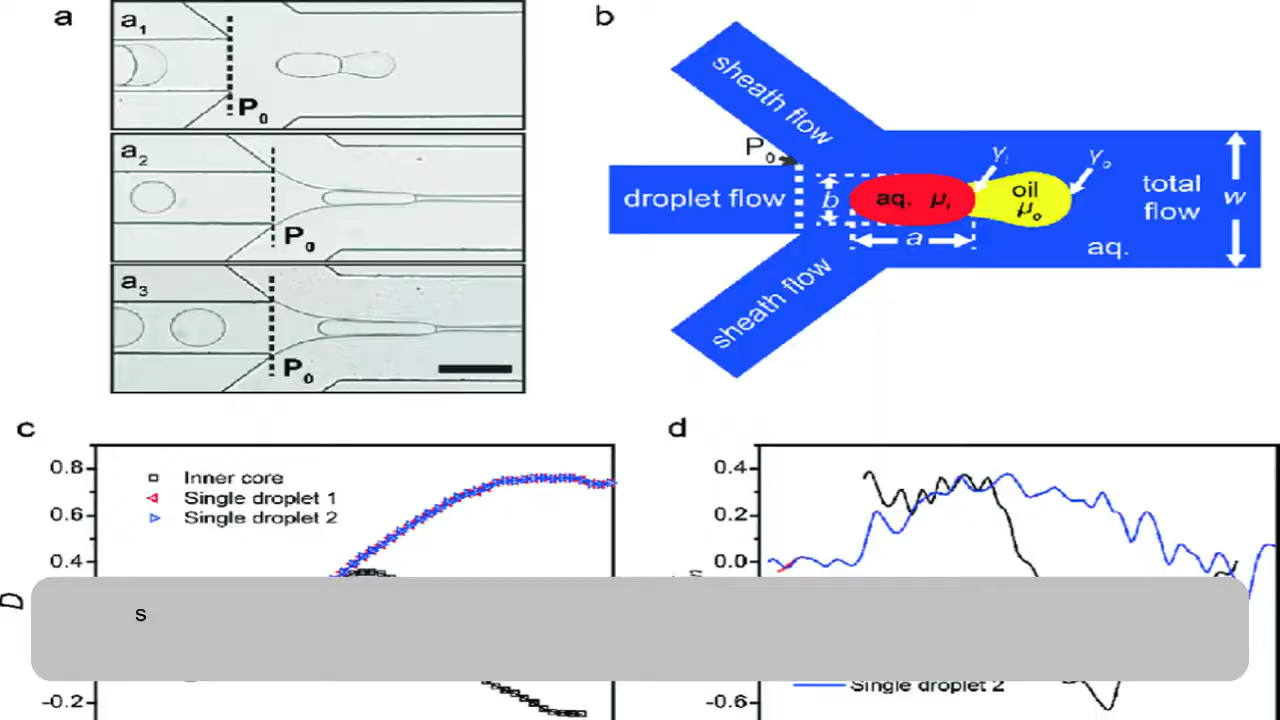 a
a1
P0
a2
P0
a3
P0
b
sheath flow
P0
droplet flow
b
aq. μi
γi
oil
μo
γo
total
flow
w
a
aq.
sheath flow
c
0.8
0.6
0.4
D
-0.2
Inner core
Single droplet 1
Single droplet 2
d
0.4
0.2
0.0
-0.6
Single droplet 2
s